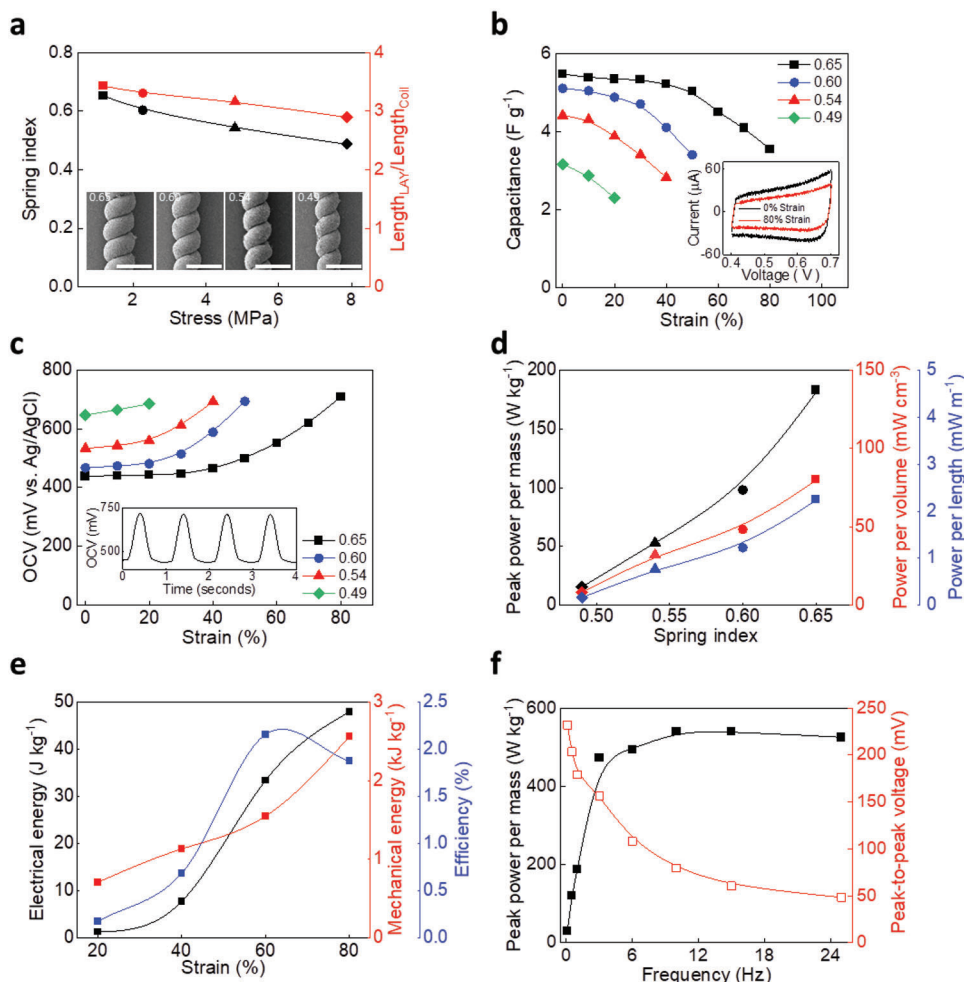 a
0.8
0.6
0.4
0.2
0.0
Spring index
4
3
2
1
0
Length_LAY/Length_Coil
0.65
0.60
0.54
0.49
2
4
6
8
Stress (MPa)
b
6
4
2
0
Capacitance (F g⁻¹)
0.65
0.60
0.54
0.49
60
0
-60
Current (µA)
0% Strain
80% Strain
0.4 0.5 0.6 0.7
Voltage ( V )
0 20 40 60 80 100
Strain (%)
c
800
600
400
200
0
OCV (mV vs. Ag/AgCl)
750
500
OCV (mV)
0 1 2 3 4
Time (seconds)
0.65
0.60
0.54
0.49
0 20 40 60 80
Strain (%)
d
200
150
100
50
0
Peak power per mass (W kg⁻¹)
150
100
50
0
Power per volume (mW cm⁻³)
5
4
3
2
1
0
Power per length (mW m⁻¹)
0.50 0.55 0.60 0.65
Spring index
e
50
40
30
20
10
0
Electrical energy (J kg⁻¹)
3
2
1
0
Mechanical energy (kJ kg⁻¹)
2.5
2.0
1.5
1.0
0.5
0.0
Efficiency (%)
20 40 60 80
Strain (%)
f
600
400
200
0
Peak power per mass (W kg⁻¹)
250
200
150
100
50
0
Peak-to-peak voltage (mV)
0 6 12 18 24
Frequency (Hz)